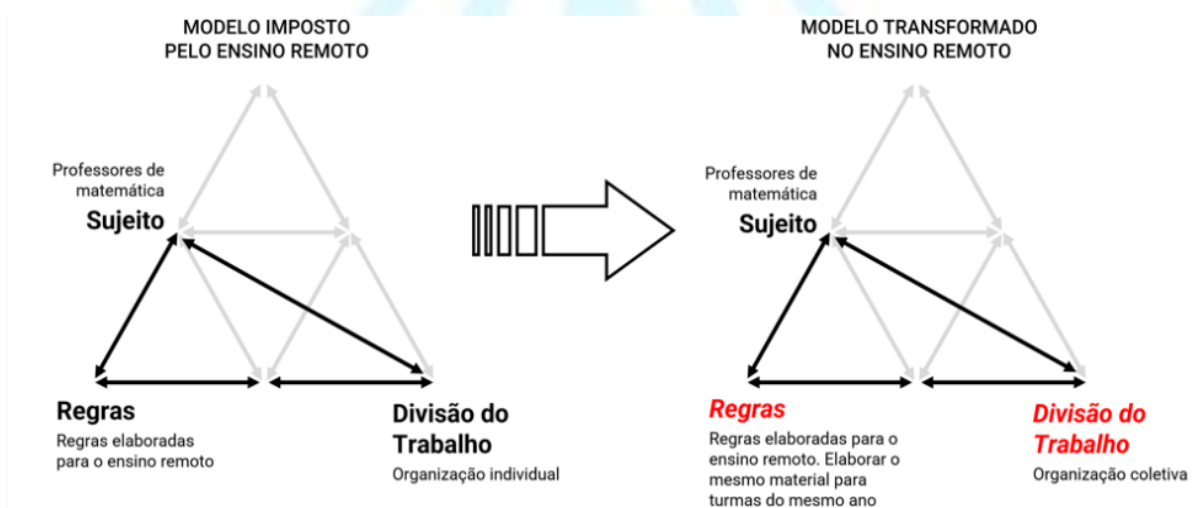 MODELO IMPOSTO
PELO ENSINO REMOTO
Professores de
matemática
Sujeito
Regras
Regras elaboradas
para o ensino remoto
Divisão do
Trabalho
Organização individual
MODELO TRANSFORMADO
NO ENSINO REMOTO
Professores de
matemática
Sujeito
Regras
Regras elaboradas para o
ensino remoto. Elaborar o
mesmo material para
turmas do mesmo ano
Divisão do
Trabalho
Organização coletiva